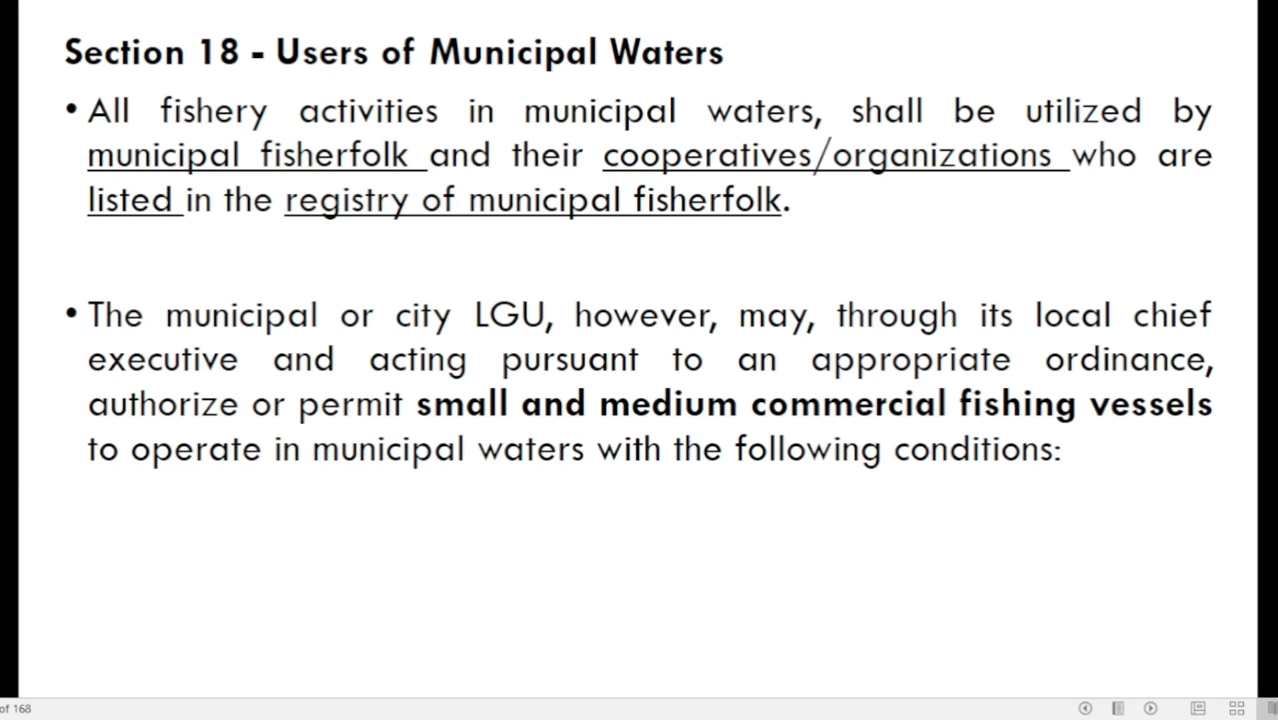 Section 18 - Users of Municipal Waters
• All fishery activities in municipal waters, shall be utilized by
municipal fisherfolk and their cooperatives/organizations who are
listed in the registry of municipal fisherfolk.
• The municipal or city LGU, however, may, through its local chief
executive and acting pursuant to an appropriate ordinance,
authorize or permit small and medium commercial fishing vessels
to operate in municipal waters with the following conditions:
of 168